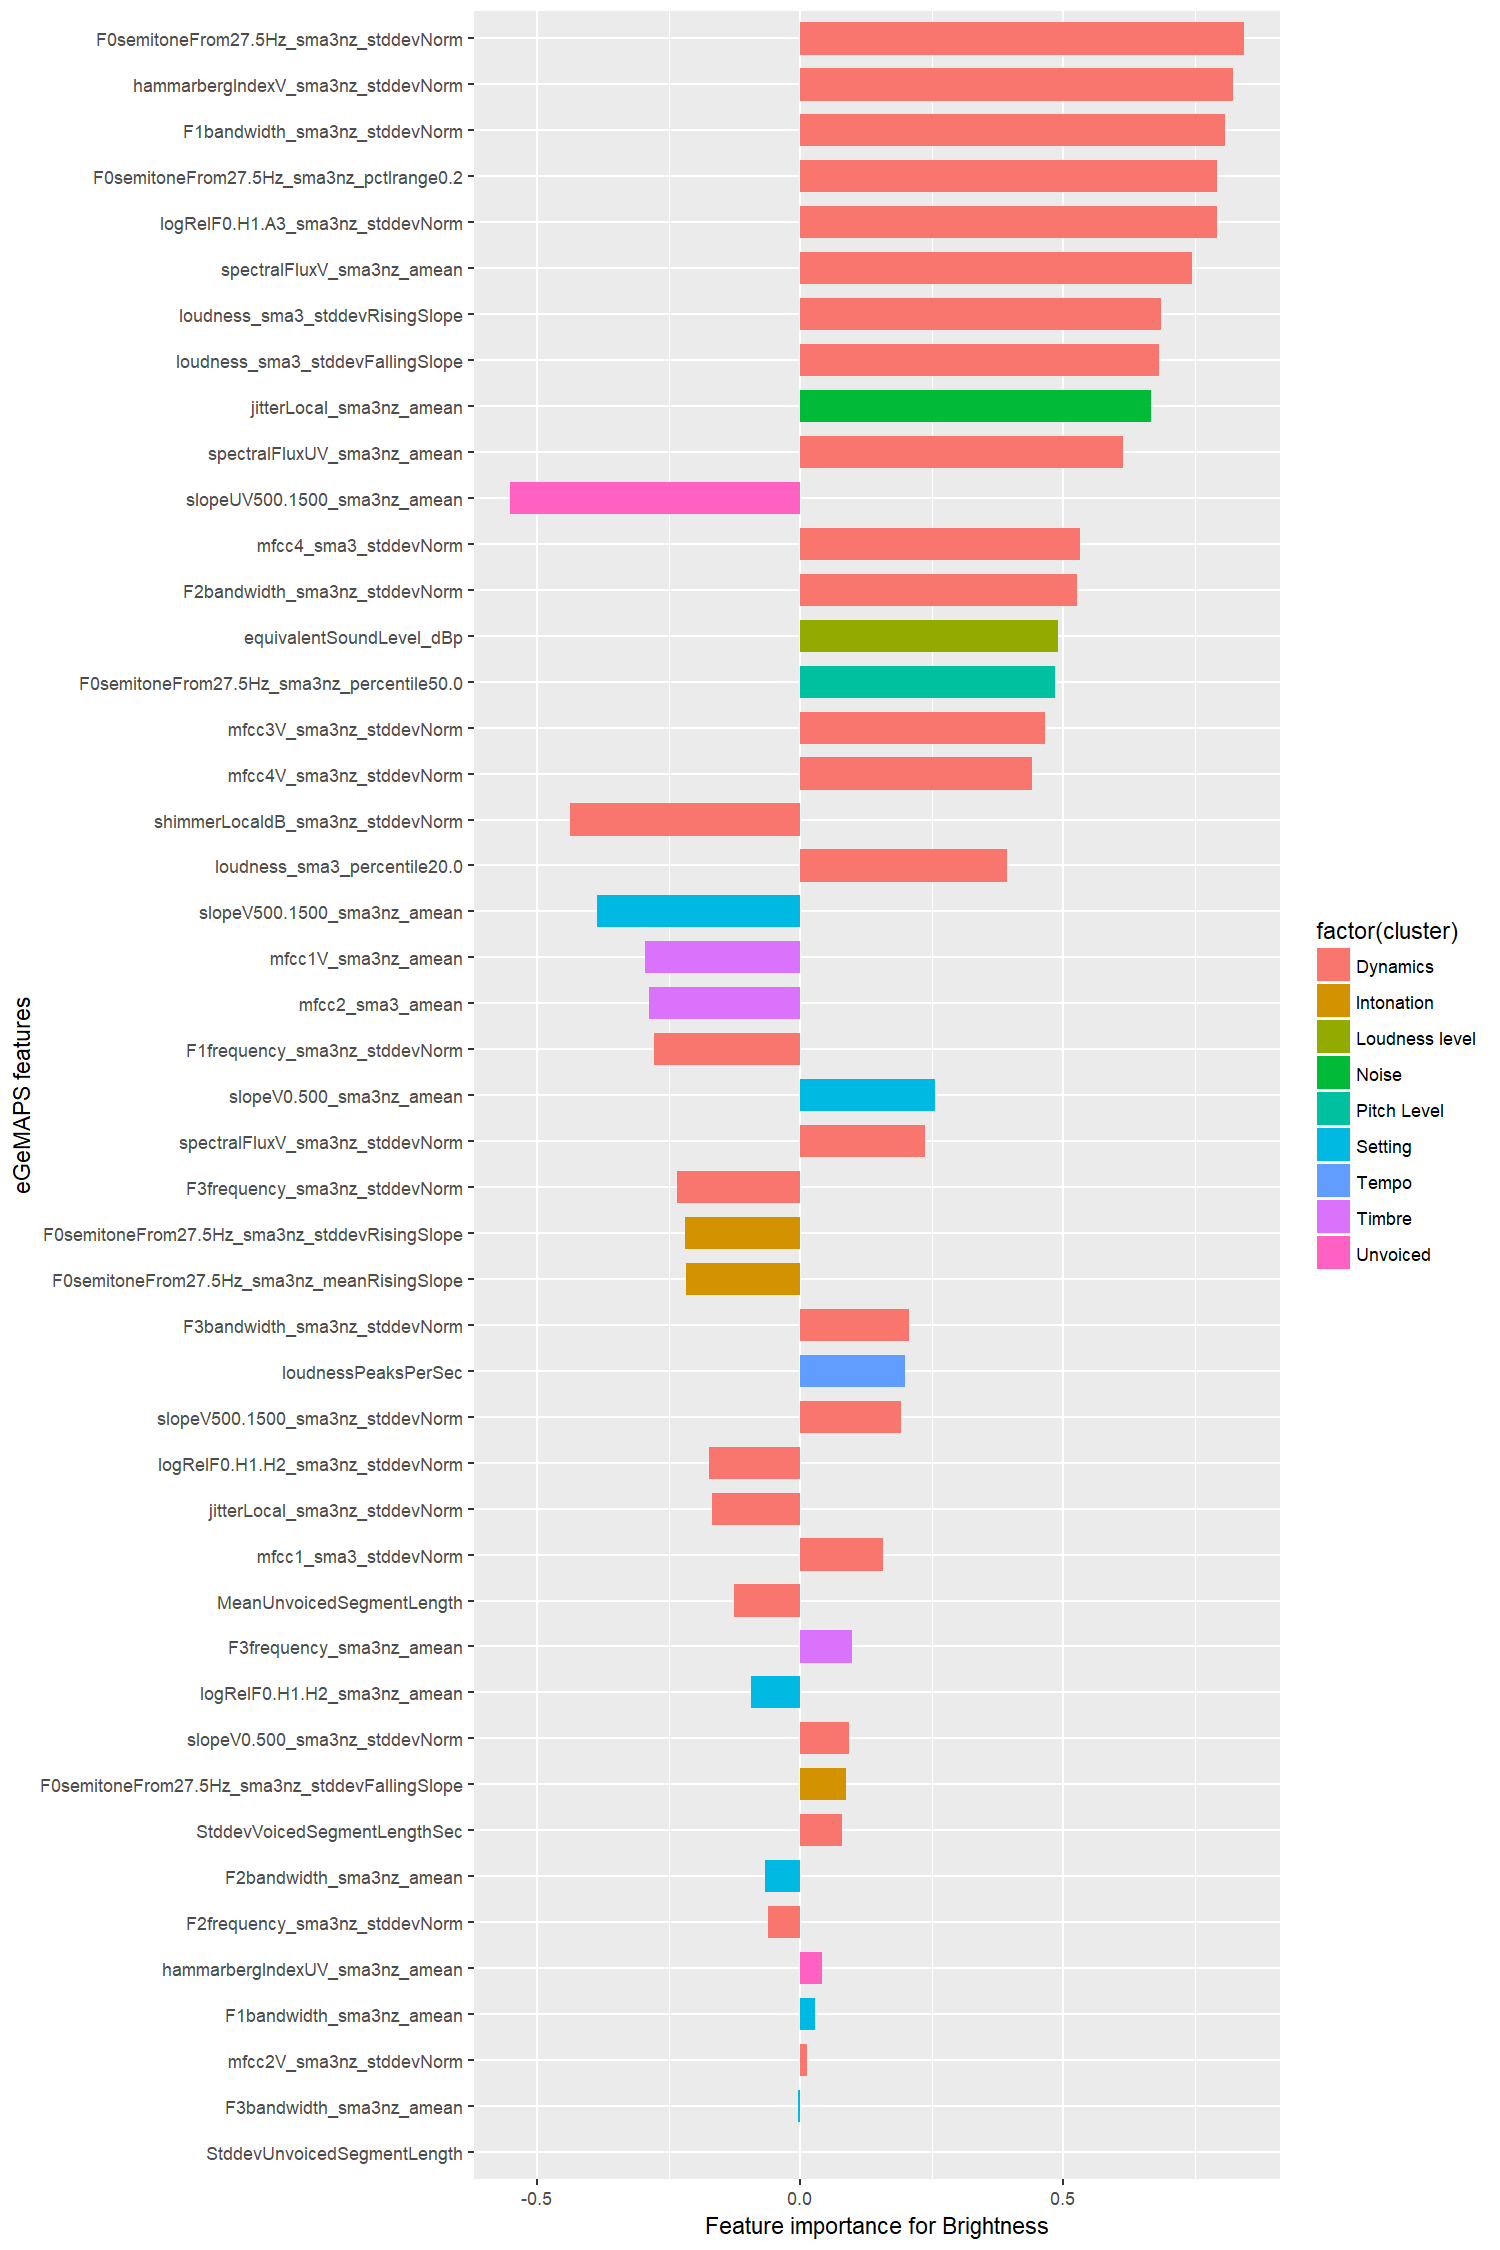 F0semitoneFrom27.5Hz_sma3nz_stddevNorm
hammarbergIndexV_sma3nz_stddevNorm
F1bandwidth_sma3nz_stddevNorm
F0semitoneFrom27.5Hz_sma3nz_pctlrange0.2
logRelF0.H1.A3_sma3nz_stddevNorm
spectralFluxV_sma3nz_amean
loudness_sma3_stddevRisingSlope
loudness_sma3_stddevFallingSlope
jitterLocal_sma3nz_amean
spectralFluxUV_sma3nz_amean
slopeUV500.1500_sma3nz_amean
mfcc4_sma3_stddevNorm
F2bandwidth_sma3nz_stddevNorm
equivalentSoundLevel_dBp
F0semitoneFrom27.5Hz_sma3nz_percentile50.0
mfcc3V_sma3nz_stddevNorm
mfcc4V_sma3nz_stddevNorm
shimmerLocaldB_sma3nz_stddevNorm
loudness_sma3_percentile20.0
slopeV500.1500_sma3nz_amean
mfcc1V_sma3nz_amean
mfcc2_sma3_amean
F1frequency_sma3nz_stddevNorm
slopeV0.500_sma3nz_amean
spectralFluxV_sma3nz_stddevNorm
F3frequency_sma3nz_stddevNorm
F0semitoneFrom27.5Hz_sma3nz_stddevRisingSlope
F0semitoneFrom27.5Hz_sma3nz_meanRisingSlope
F3bandwidth_sma3nz_stddevNorm
loudnessPeaksPerSec
slopeV500.1500_sma3nz_stddevNorm
logRelF0.H1.H2_sma3nz_stddevNorm
jitterLocal_sma3nz_stddevNorm
mfcc1_sma3_stddevNorm
MeanUnvoicedSegmentLength
F3frequency_sma3nz_amean
logRelF0.H1.H2_sma3nz_amean
slopeV0.500_sma3nz_stddevNorm
F0semitoneFrom27.5Hz_sma3nz_stddevFallingSlope
StddevVoicedSegmentLengthSec
F2bandwidth_sma3nz_amean
F2frequency_sma3nz_stddevNorm
hammarbergIndexUV_sma3nz_amean
F1bandwidth_sma3nz_amean
mfcc2V_sma3nz_stddevNorm
F3bandwidth_sma3nz_amean
StddevUnvoicedSegmentLength
eGeMAPS features
-0.5
0.0
0.5
Feature importance for Brightness
factor(cluster)
Dynamics
Intonation
Loudness level
Noise
Pitch Level
Setting
Tempo
Timbre
Unvoiced